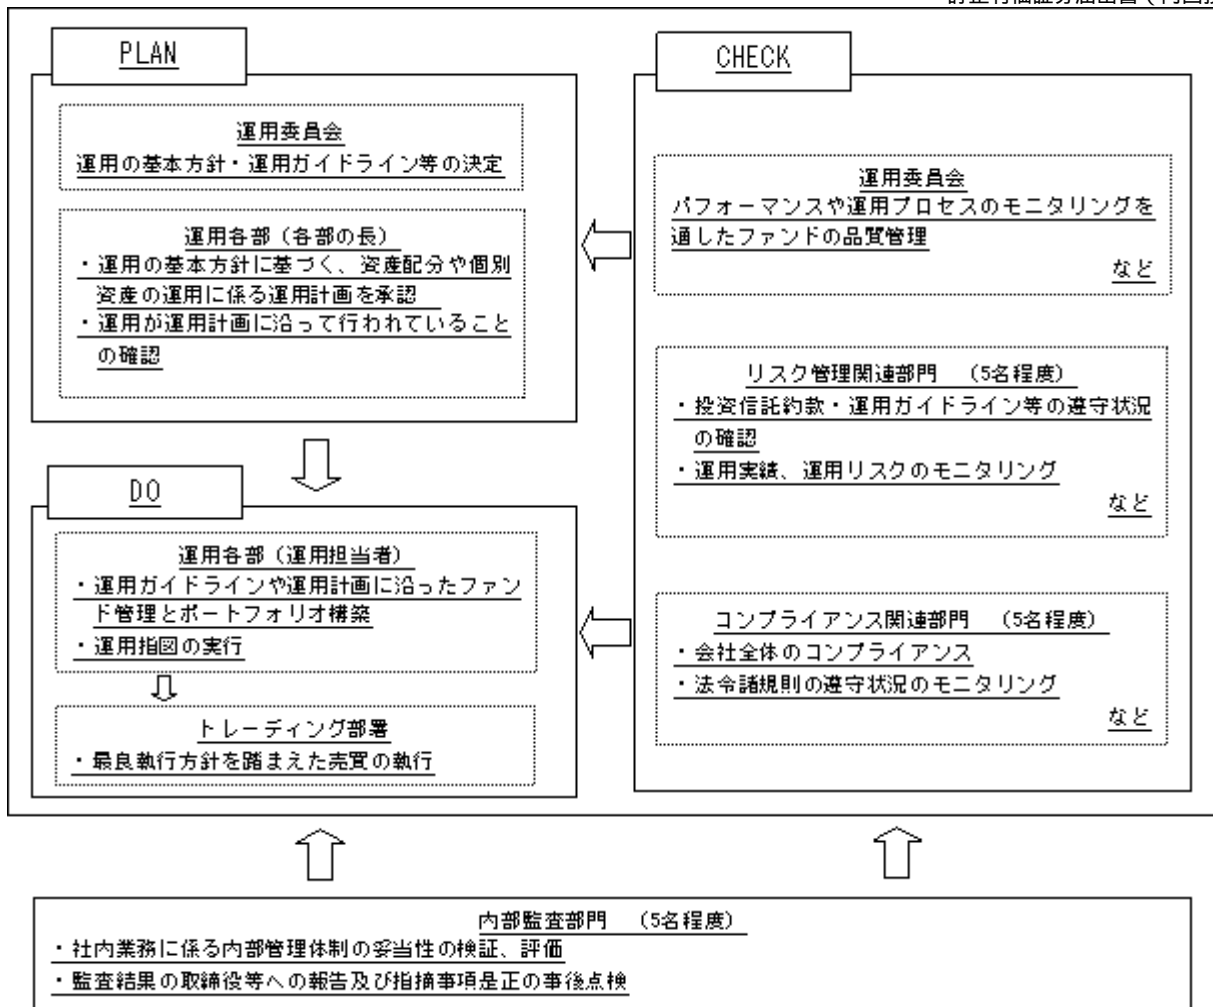 PLAN
運用委員会
運用の基本方針・運用ガイドライン等の決定
運用各部（各部の長）
・運用の基本方針に基づく、資産配分や個別
資産の運用に係る運用計画を承認
・運用が運用計画に沿って行われていること
の確認
DO
運用各部（運用担当者）
・運用ガイドラインや運用計画に沿ったファン
ド管理とポートフォリオ構築
・運用指図の実行
トレーディング部署
・最良執行方針を踏まえた売買の執行
CHECK
運用委員会
パフォーマンスや運用プロセスのモニタリングを
通したファンドの品質管理
など
リスク管理関連部門　（5名程度）
・投資信託約款・運用ガイドライン等の遵守状況
の確認
・運用実績、運用リスクのモニタリング
など
コンプライアンス関連部門　（5名程度）
・会社全体のコンプライアンス
・法令諸規則の遵守状況のモニタリング
など
内部監査部門　（5名程度）
・社内業務に係る内部管理体制の妥当性の検証、評価
・監査結果の取締役等への報告及び指摘事項是正の事後点検